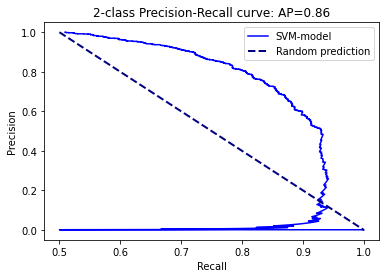 2-class Precision-Recall curve: AP=0.86
SVM-model
Random prediction
Precision
1.0
0.8
0.6
0.4
0.2
0.0
0.5 0.6 0.7 0.8 0.9 1.0
Recall